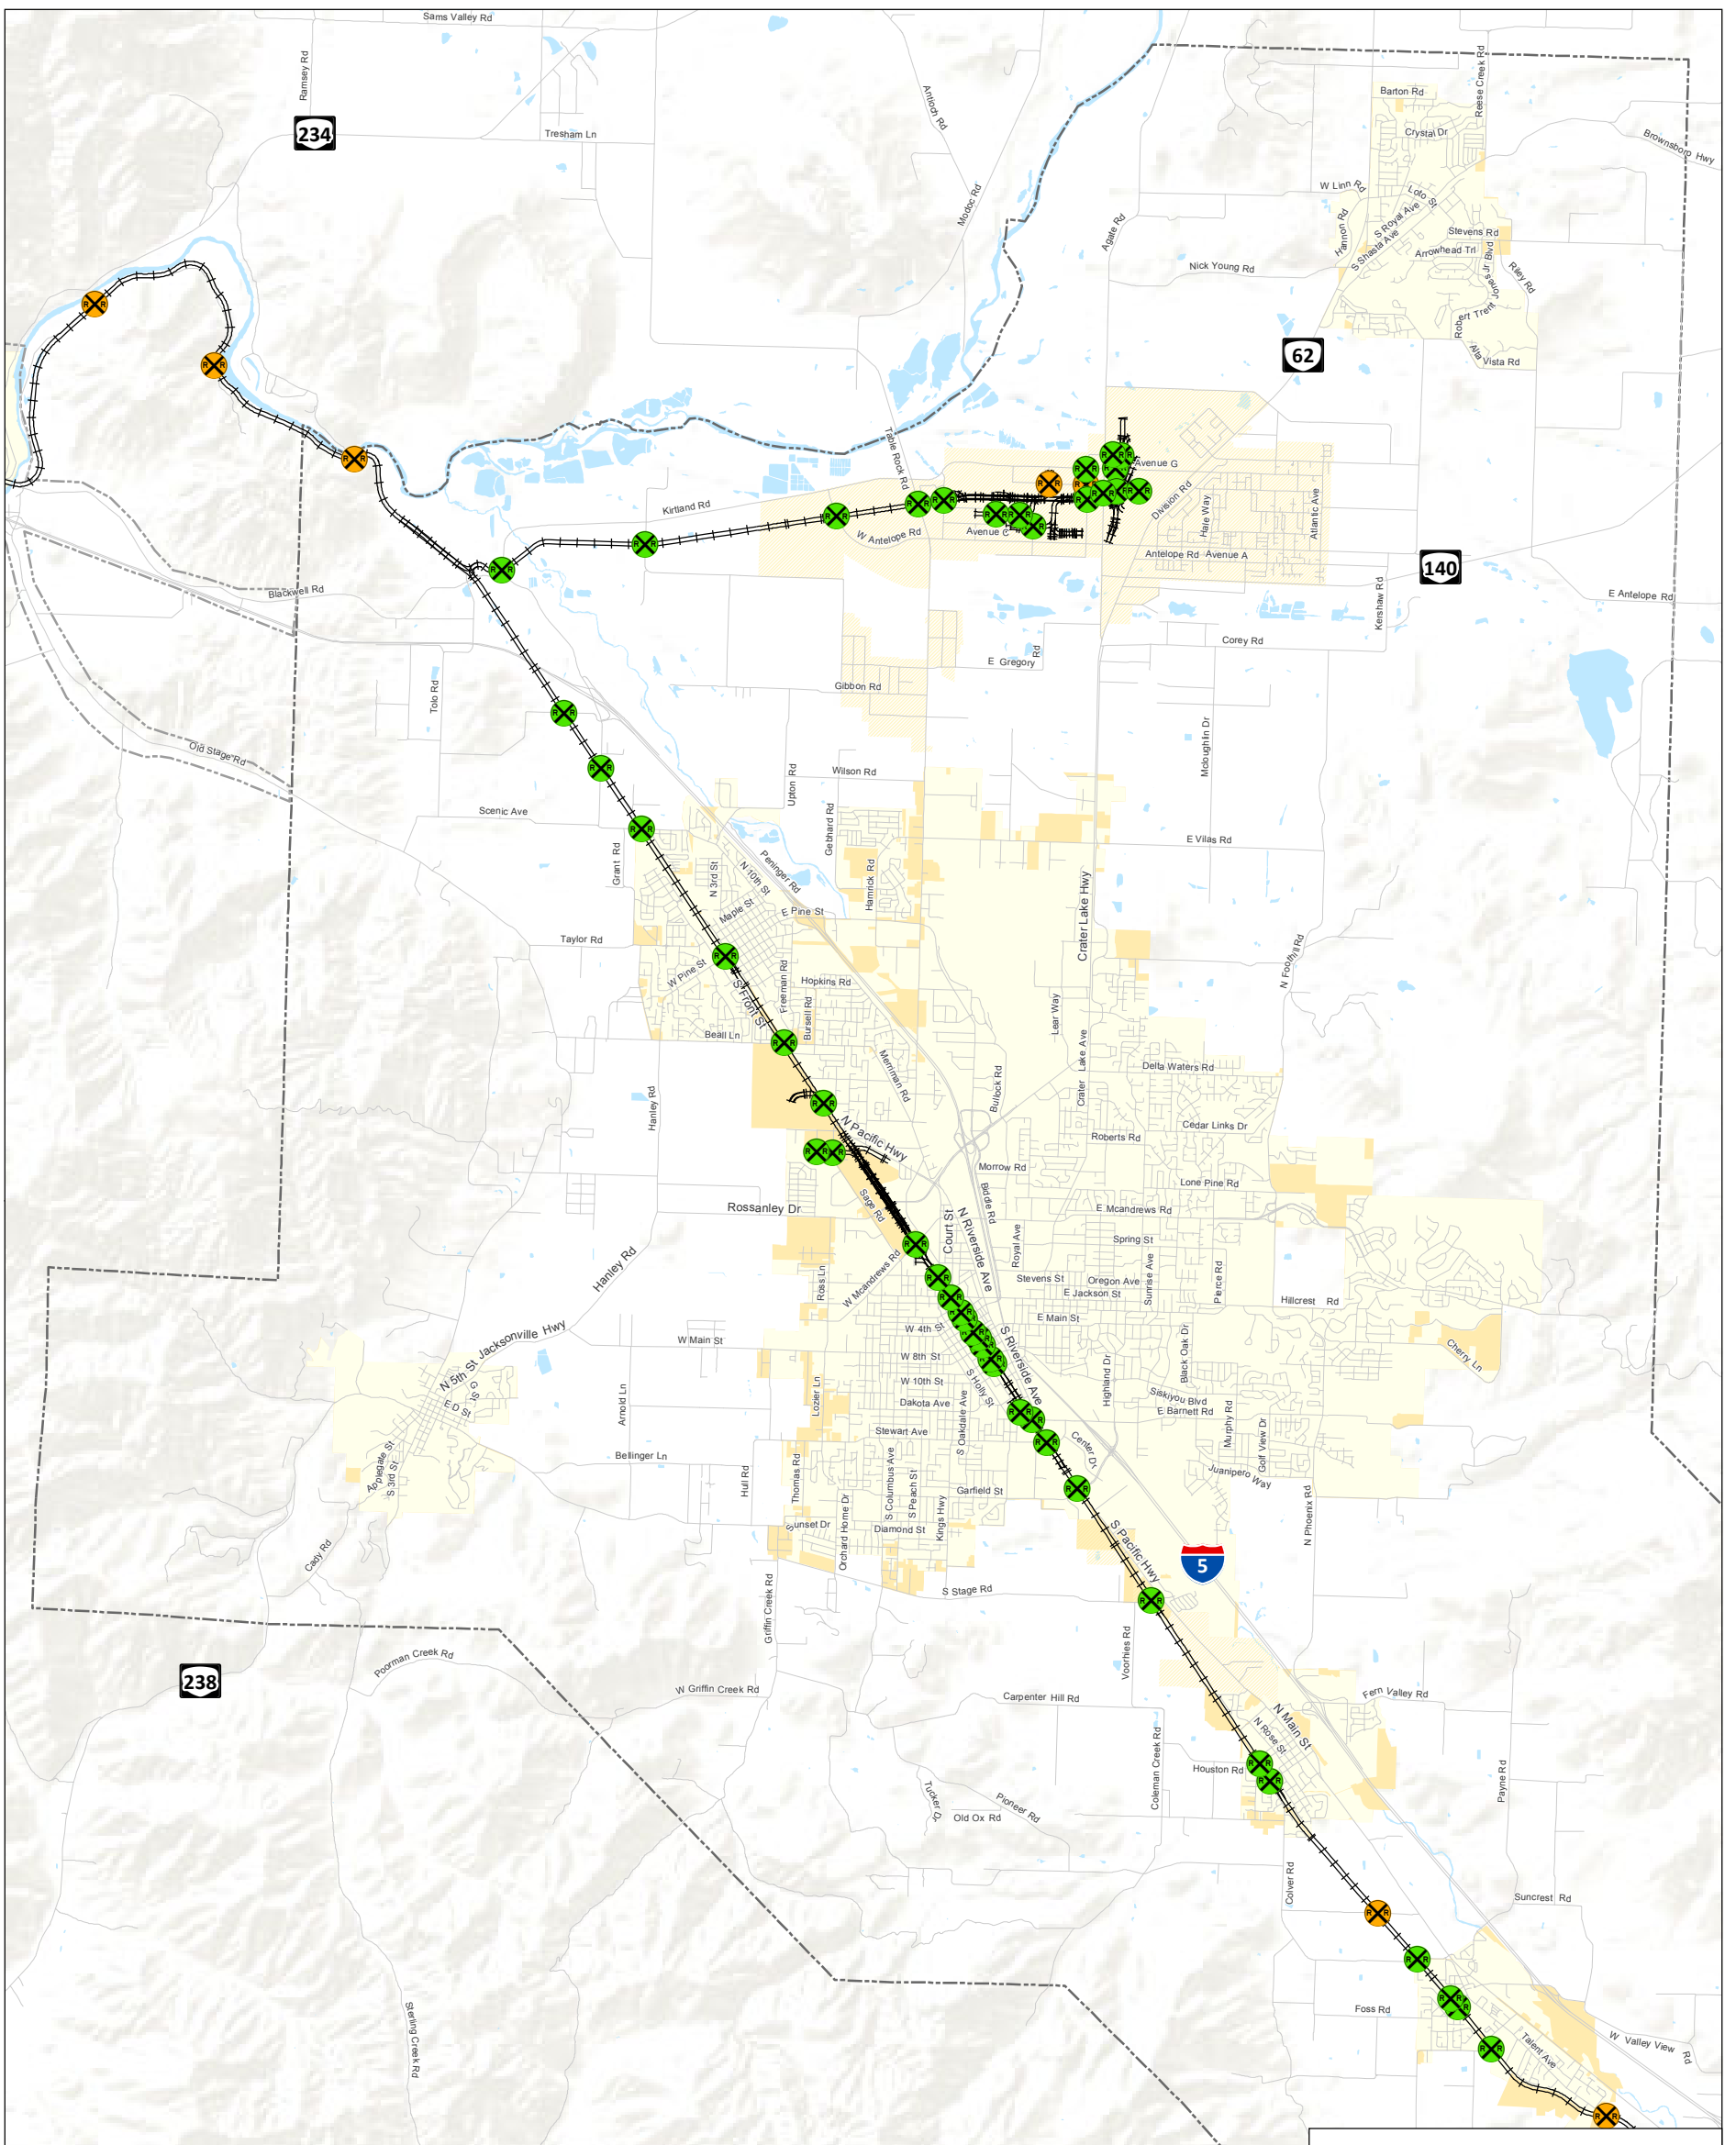 Sams Valley Rd
Ramsey Rd
234
Tresham Ln
Antioch Rd
Modoc Rd
Agate Rd
Barton Rd
Reese Creek Rd
Crystal Dr
Brownsboro Hwy
W Linn Rd
Loto St
S Royal Ave
Hannon Rd
S Shasta Ave
Stevens Rd
Arrowhead Trl
Riley Rd
Robert Trent Jones Jr Blvd
Alta Vista Rd
Nick Young Rd
62
Table Rock Rd
Kirtland Rd
W Antelope Rd
Avenue G
Avenue C
Division Rd
Hale Way
Atlantic Ave
Antelope Rd
Avenue A
140
Kershaw Rd
E Antelope Rd
Blackwell Rd
Corey Rd
E Gregory Rd
Gibbon Rd
Tolo Rd
Old Stage Rd
Mcloughlin Dr
Wilson Rd
Upton Rd
Gebhard Rd
Scenic Ave
Grant Rd
E Vilas Rd
Peninger Rd
N 10th St
N 3rd St
Maple St
E Pine St
Hamrick Rd
Crater Lake Hwy
Taylor Rd
W Pine St
S Front St
Freeman Rd
Hopkins Rd
Bursell Rd
Beall Ln
N Foothill Rd
Lear Way
Crater Lake Ave
Merriman Rd
Bullock Rd
Delta Waters Rd
Hanley Rd
N Pacific Hwy
Roberts Rd
Cedar Links Dr
Morrow Rd
Lone Pine Rd
Sage Rd
Rossanley Dr
Biddle Rd
E Mcandrews Rd
Court St
N Riverside Ave
Royal Ave
Spring St
Hanley Rd
W Mcandrews Rd
Ross Ln
Stevens St
Oregon Ave
Sunrise Ave
Pierce Rd
E Jackson St
Hillcrest Rd
E Main St
W Main St
W 4th St
W 8th St
W 10th St
S Riverside Ave
S Holly St
Black Oak Dr
Cherry Ln
N 5th St
Jacksonville Hwy
G St
E D St
Arnold Ln
Lozier Ln
Highland Dr
Siskiyou Blvd
E Barnett Rd
Dakota Ave
Stewart Ave
S Oakdale Ave
Murphy Rd
Golf View Dr
Center Dr
Bellinger Ln
Applegate St
S 3rd St
Hull Rd
Thomas Rd
S Columbus Ave
S Peach St
Kings Hwy
Garfield St
Juanipero Way
N Phoenix Rd
Sunset Dr
Orchard Home Dr
Diamond St
S Pacific Hwy
5
Cady Rd
Griffin Creek Rd
S Stage Rd
Voorhies Rd
238
Poorman Creek Rd
W Griffin Creek Rd
Carpenter Hill Rd
Fern Valley Rd
N Main St
N Rose St
Coleman Creek Rd
Houston Rd
Payne Rd
Tucker Dr
Pioneer Rd
Old Ox Rd
Colver Rd
Suncrest Rd
Sterling Creek Rd
Foss Rd
Talent Ave
W Valley View Rd